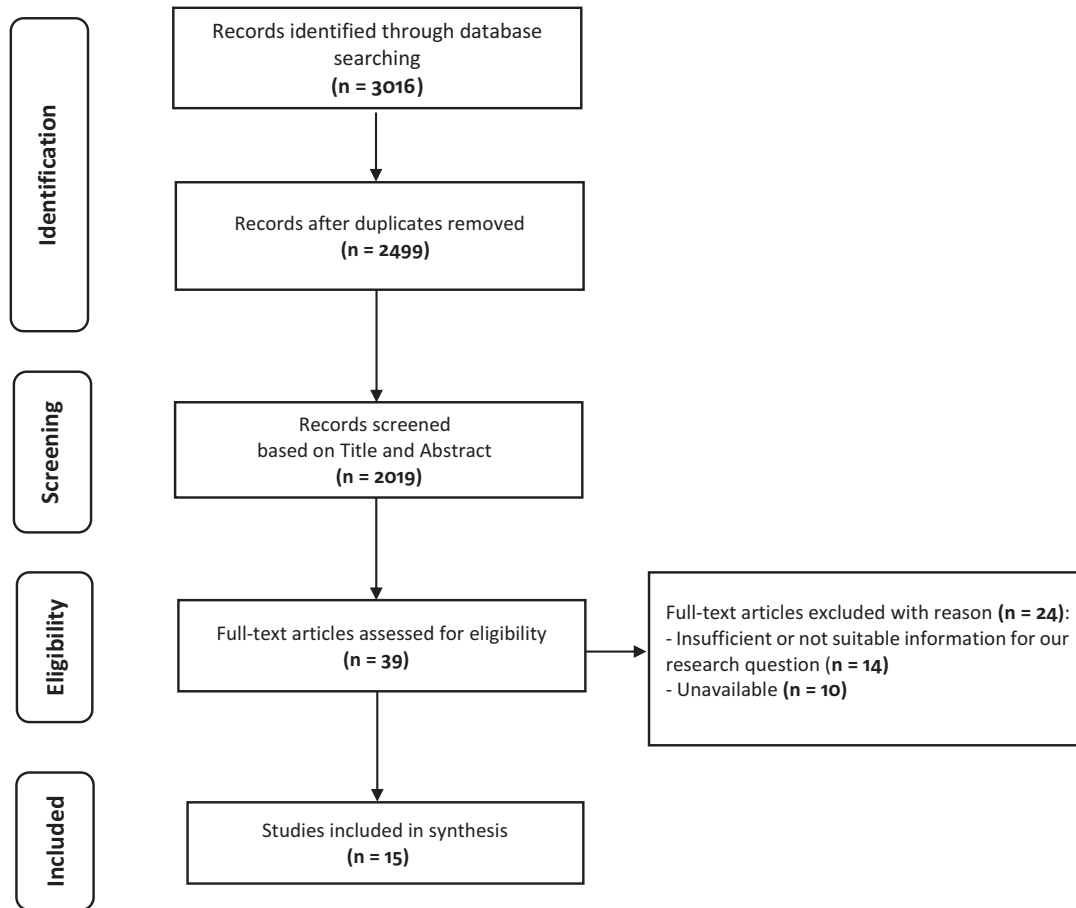 Identification
Records identified through database
searching
(n = 3016)
Records after duplicates removed
(n = 2499)
Screening
Records screened
based on Title and Abstract
(n = 2019)
Eligibility
Full-text articles assessed for eligibility
(n = 39)
Full-text articles excluded with reason (n = 24):
- Insufficient or not suitable information for our
research question (n = 14)
- Unavailable (n = 10)
Included
Studies included in synthesis
(n = 15)